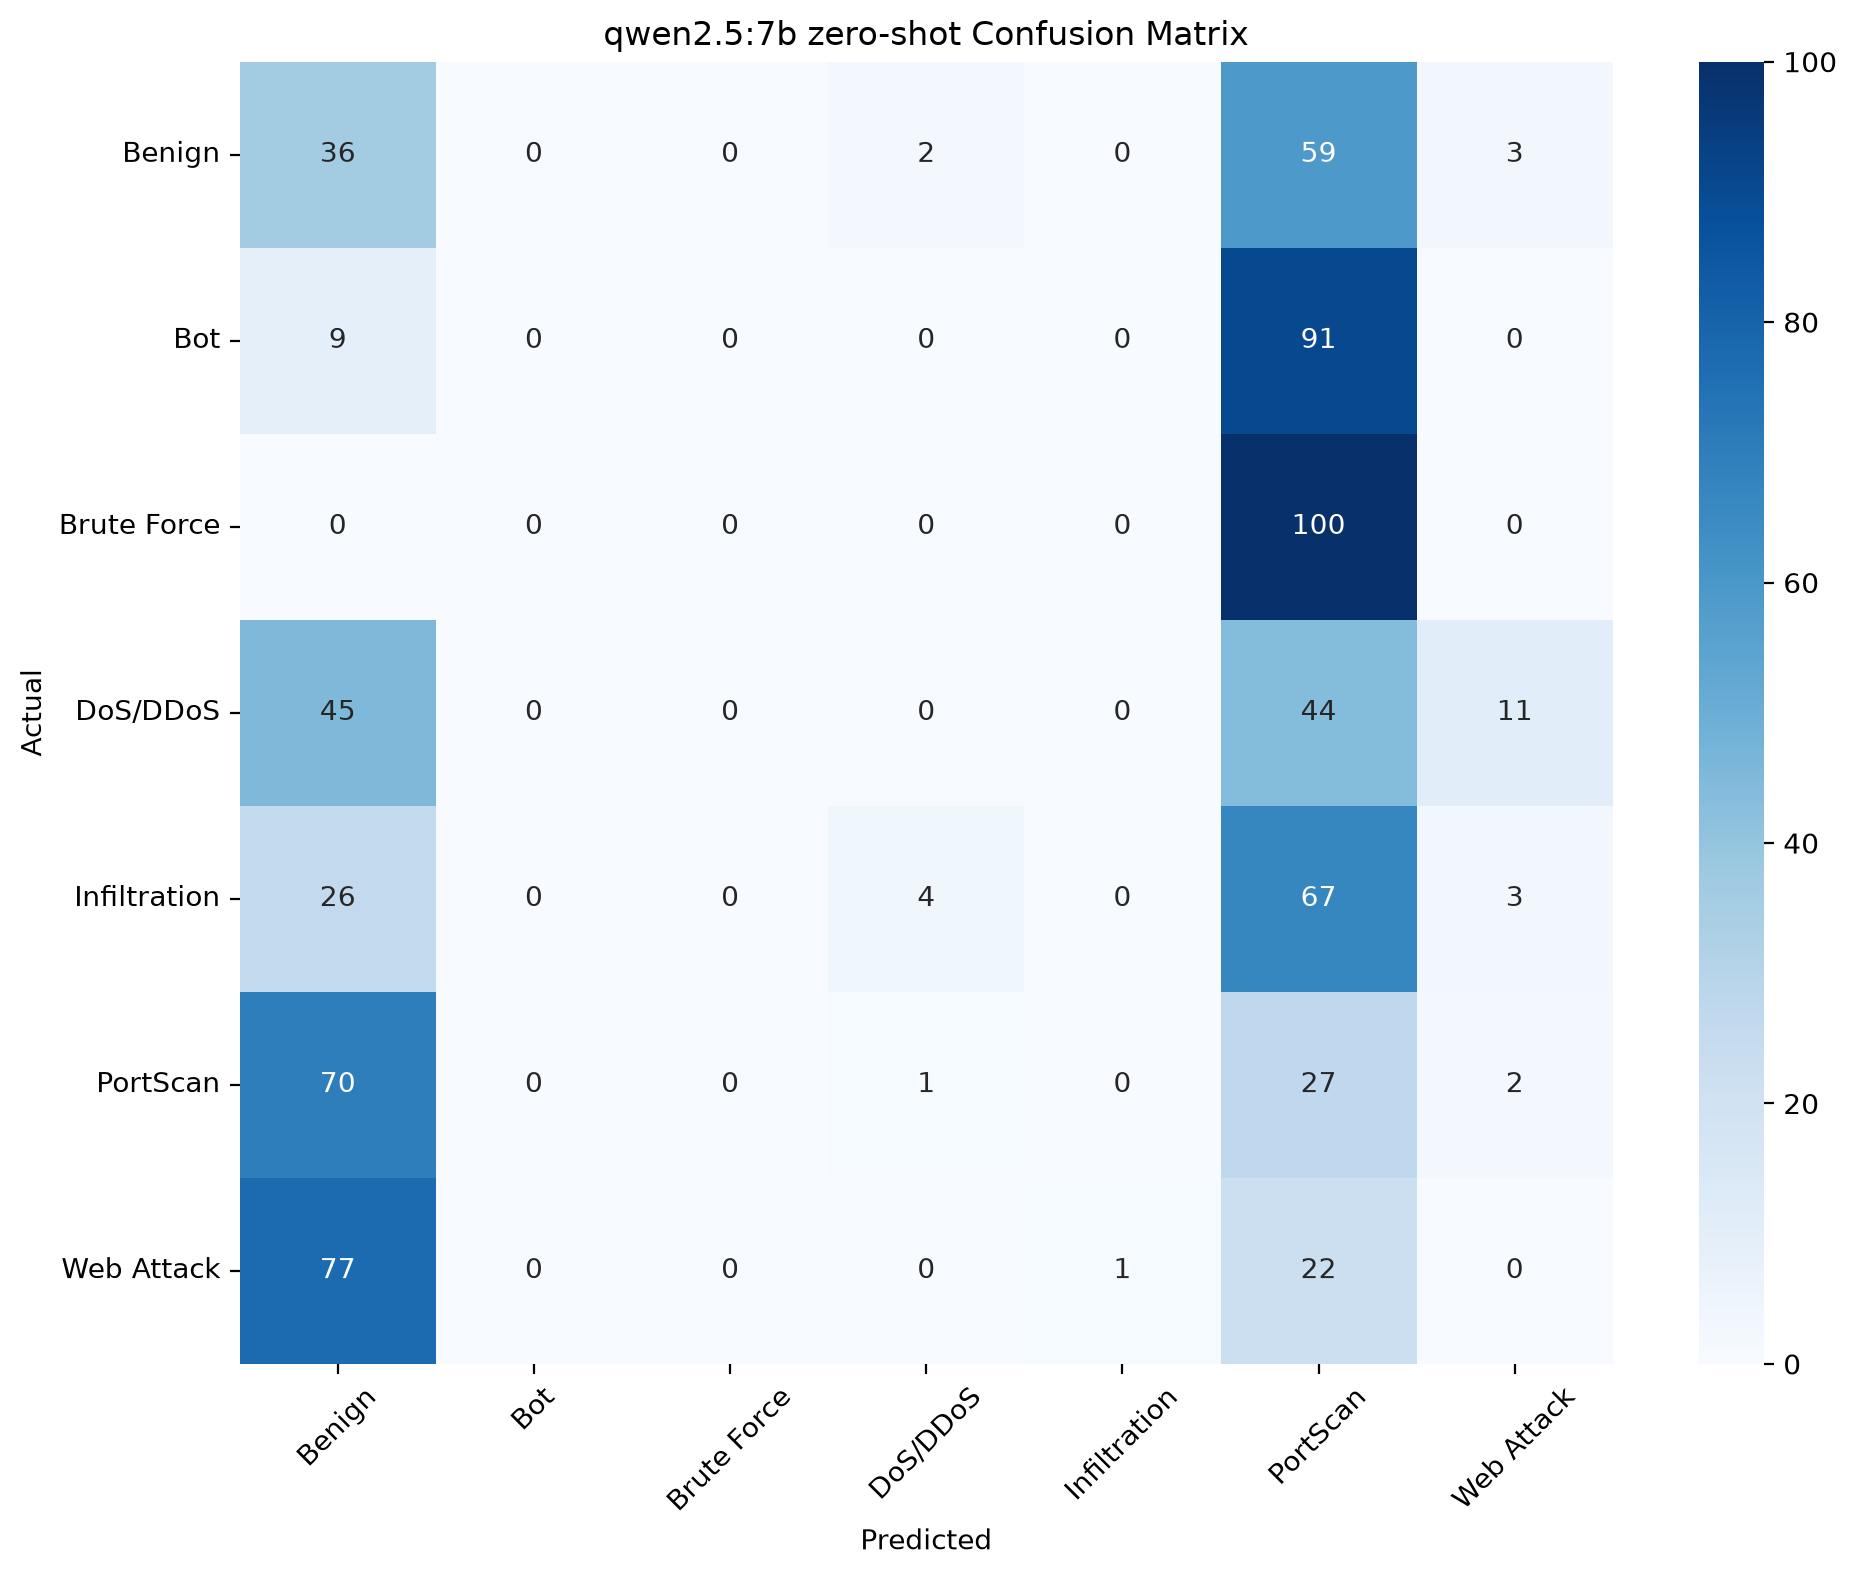 qwen2.5:7b zero-shot Confusion Matrix
Benign 36 0 0 2 0 59 3
Bot 9 0 0 0 0 91 0
Brute Force 0 0 0 0 0 100 0
DoS/DDoS 45 0 0 0 0 44 11
Infiltration 26 0 0 4 0 67 3
PortScan 70 0 0 1 0 27 2
Web Attack 77 0 0 0 1 22 0
Actual
Benign Bot Brute Force DoS/DDoS Infiltration PortScan Web Attack
Predicted
100
80
60
40
20
0